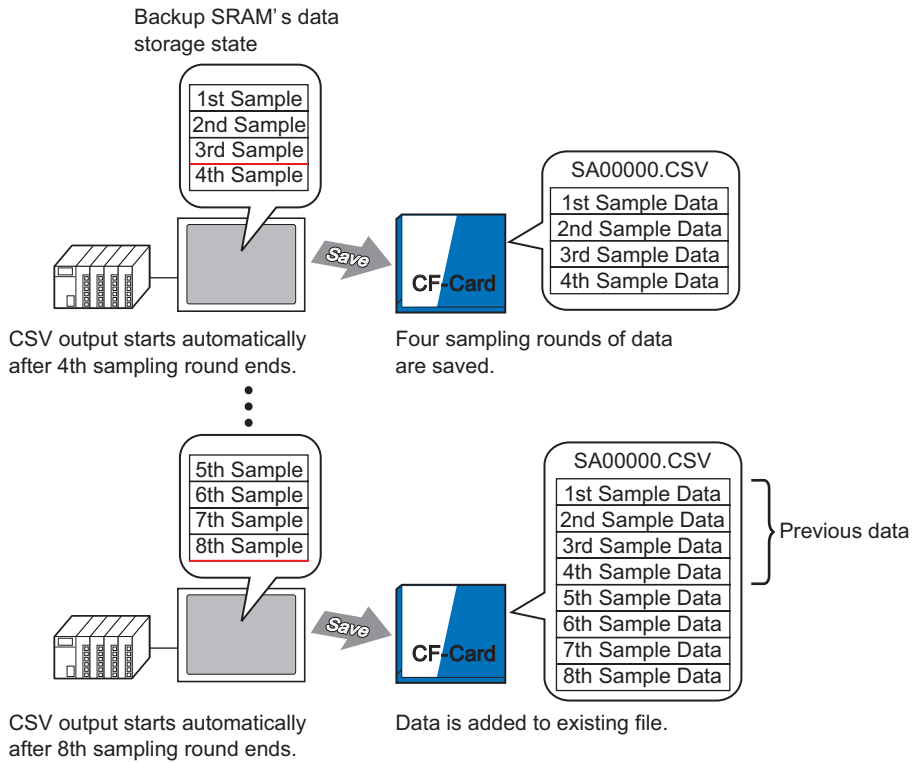 Backup SRAM's data
storage state
1st Sample
2nd Sample
3rd Sample
4th Sample
SA00000.CSV
1st Sample Data
2nd Sample Data
3rd Sample Data
4th Sample Data
Save
CF-Card
CSV output starts automatically
after 4th sampling round ends.
Four sampling rounds of data
are saved.
5th Sample
6th Sample
7th Sample
8th Sample
SA00000.CSV
1st Sample Data
2nd Sample Data
3rd Sample Data
4th Sample Data
5th Sample Data
6th Sample Data
7th Sample Data
8th Sample Data
Previous data
Save
CF-Card
CSV output starts automatically
after 8th sampling round ends.
Data is added to existing file.